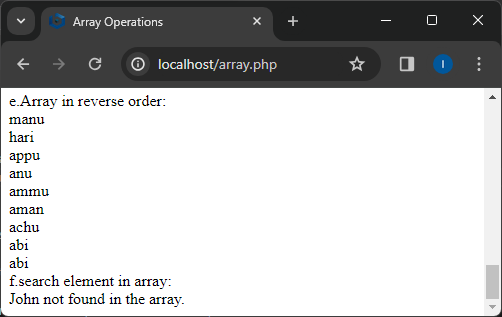 Array Operations
localhost/array.php
I
e.Array in reverse order:
manu
hari
appu
anu
ammu
aman
achu
abi
abi
f.search element in array:
John not found in the array.